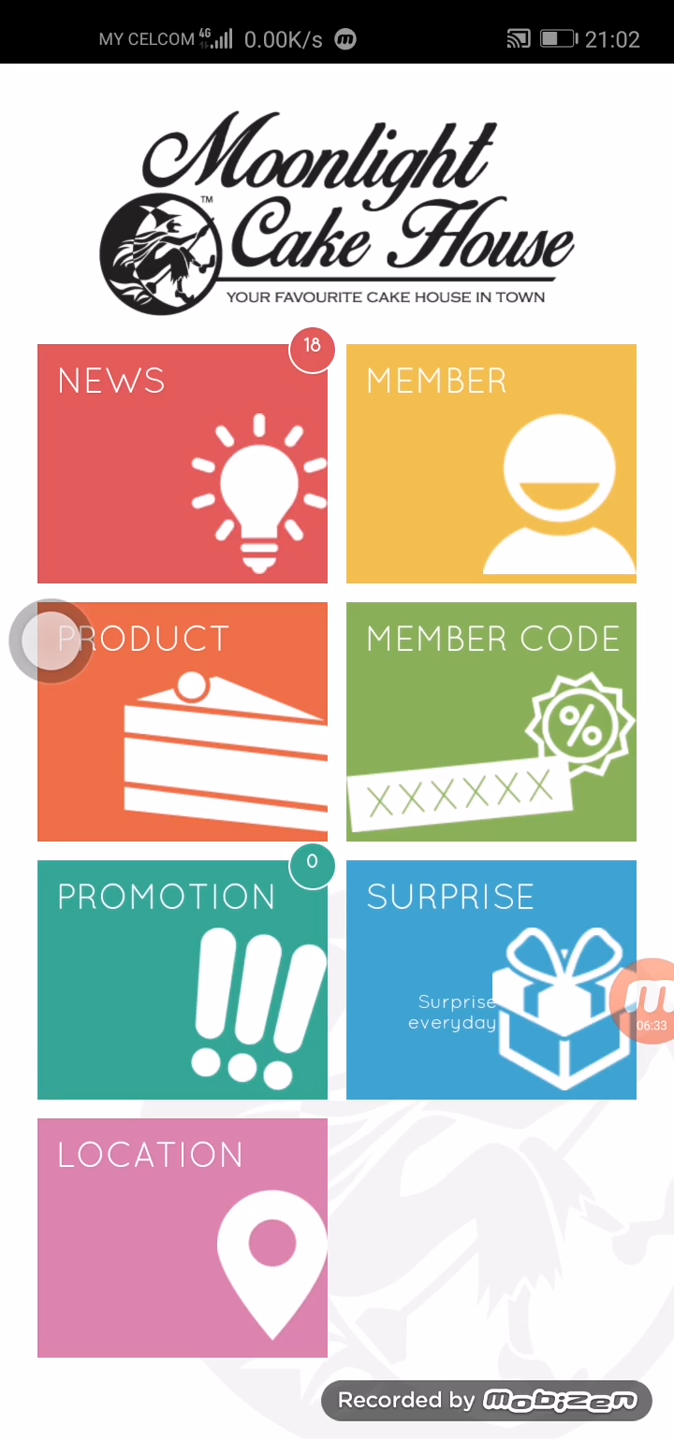 MY CELCOM 4G 0.00K/s 21:02
Moonlight
Cake House
TM
YOUR FAVOURITE CAKE HOUSE IN TOWN
18
NEWS
MEMBER
PRODUCT
MEMBER CODE
%
XXXXXX
0
PROMOTION
SURPRISE
!!!
Surprise
everyday
06:33
LOCATION
Recorded by mobizen